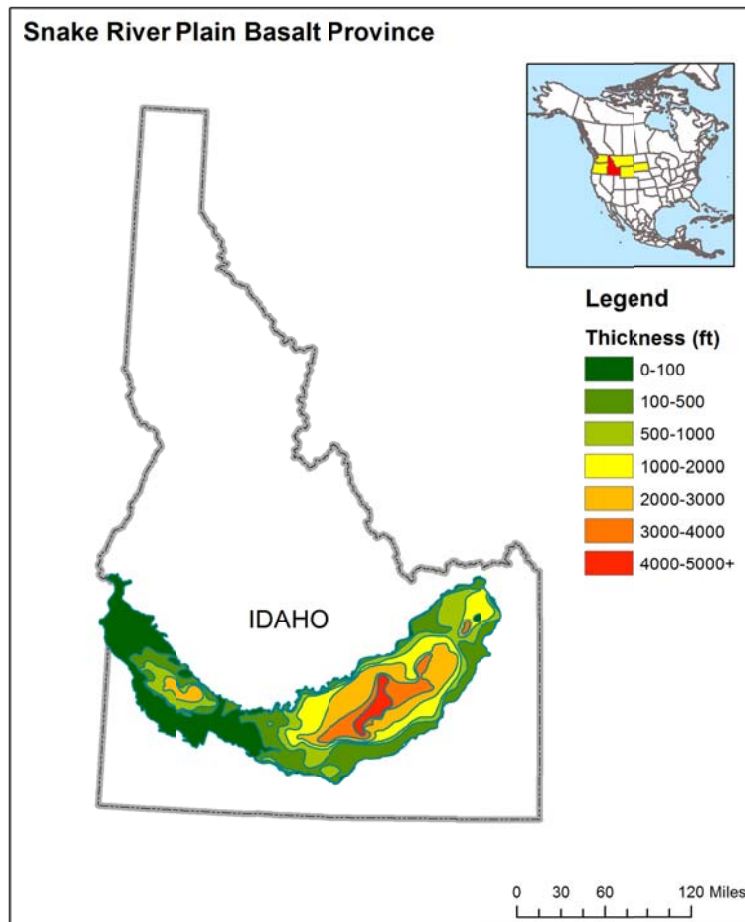 Snake River Plain Basalt Province
Legend
Thickness (ft)
0-100
100-500
500-1000
1000-2000
2000-3000
3000-4000
4000-5000+
IDAHO
0 30 60 120 Miles